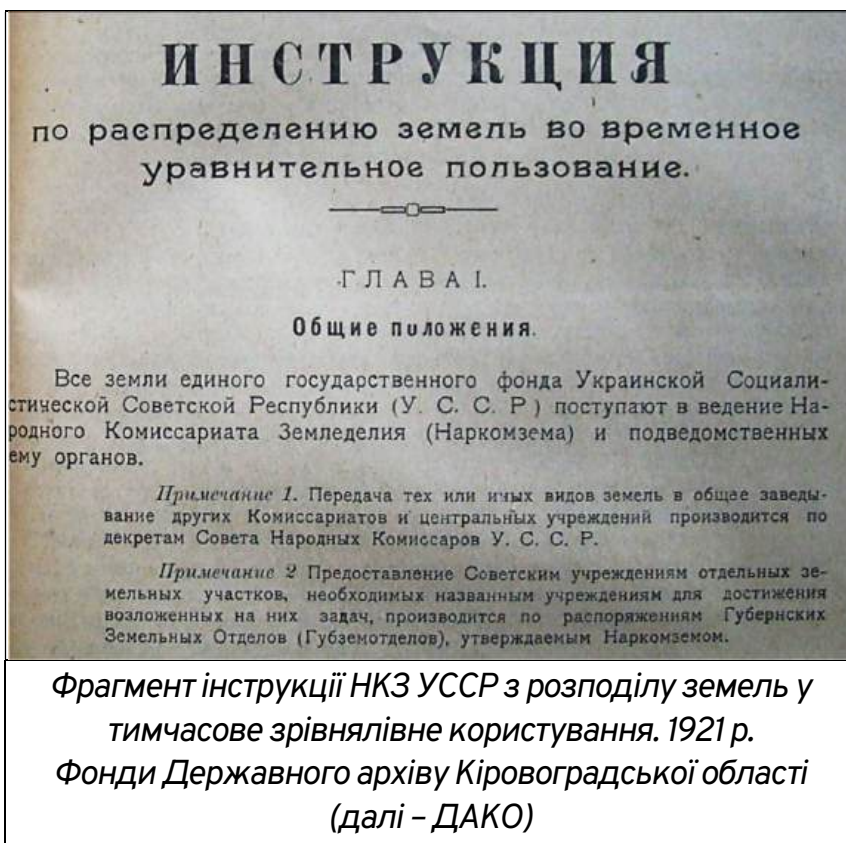 ИНСТРУКЦИЯ
по распределению земель во временное
уравнительное пользование.
ГЛАВА I.
Общие положения.
Все земли единого государственного фонда Украинской Социали-
стической Советской Республики (У. С. С. Р) поступают в ведение На-
родного Комиссариата Земледелия (Наркомзема) и подведомственных
ему органов.
Примечание 1. Передача тех или иных видов земель в общее заведы-
вание других Комиссариатов и центральных учреждений производится по
декретам Совета Народных Комиссаров У. С. С. Р.
Примечание 2 Предоставление Советским учреждениям отдельных зе-
мельных участков, необходимых названным учреждениям для достижения
возложенных на них задач, производится по распоряжениям Губернских
Земельных Отделов (Губземотделов), утверждаемым Наркомземом.
Фрагмент інструкції НКЗ УССР з розподілу земель у
тимчасове зрівнялівне користування. 1921 р.
Фонди Державного архіву Кіровоградської області
(далі – ДАКО)